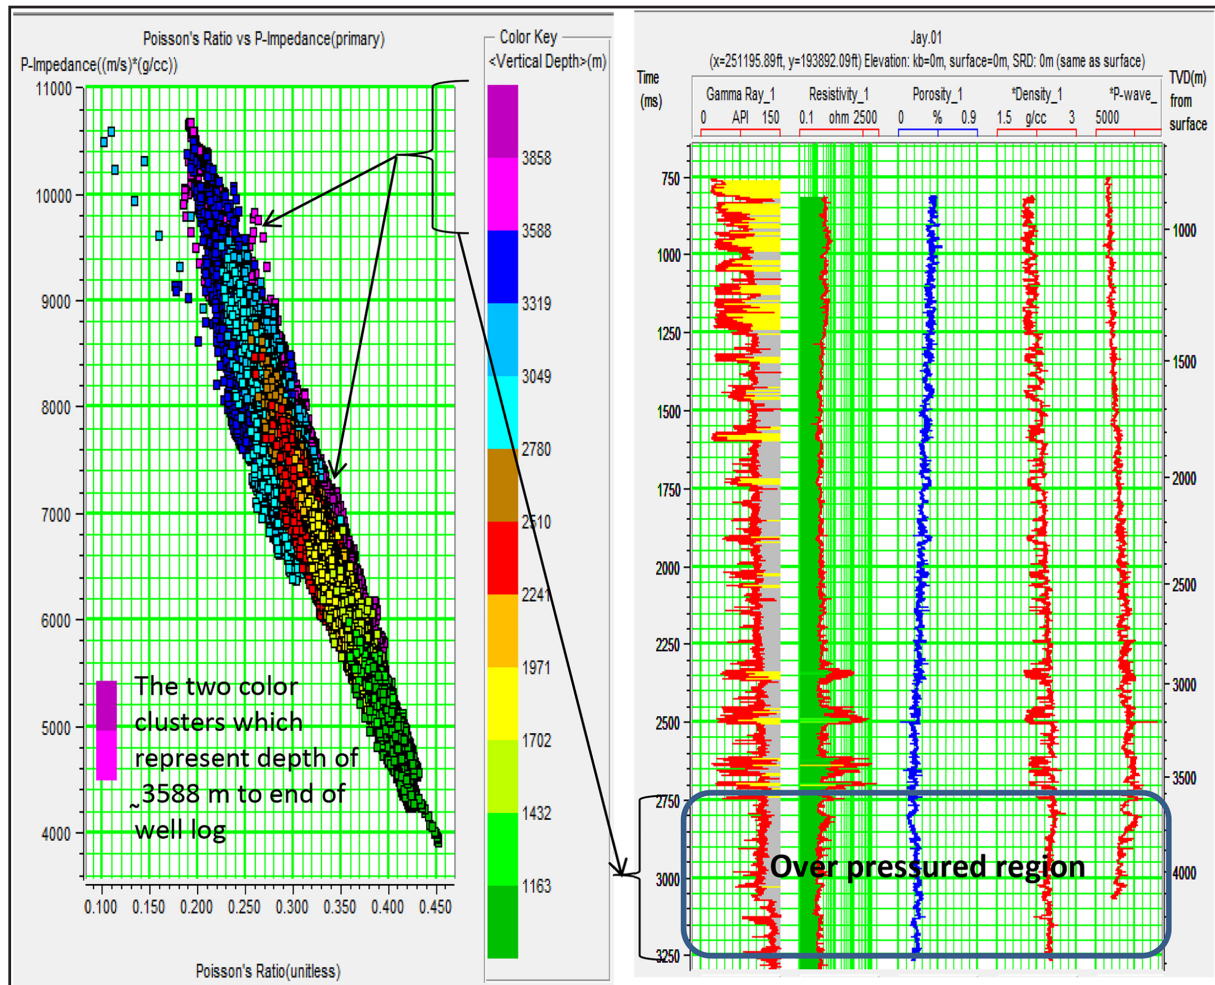 Poisson's Ratio vs P-Impedance(primary)
P-Impedance((m/s)*(g/cc))
11000
10000
9000
8000
7000
6000
5000
4000
0.100 0.150 0.200 0.250 0.300 0.350 0.400 0.450
Poisson's Ratio(unitless)
The two color
clusters which
represent depth of
~3588 m to end of
well log
Color Key
<Vertical Depth>(m)
3858
3588
3319
3049
2780
2510
2241
1971
1702
1432
1163
Jay.01
(x=251195.89ft, y=193892.09ft) Elevation: kb=0m, surface=0m, SRD: 0m (same as surface)
Time
(ms)
Gamma Ray_1 Resistivity_1 Porosity_1 *Density_1 *P-wave_
0 API 150 0.1 ohm 2500 0 % 0.9 1.5 g/cc 3 5000
TVD(m)
from
surface
750
1000
1250
1500
1750
2000
2250
2500
2750
3000
3250
1000
1500
2000
2500
3000
3500
4000
Over pressured region